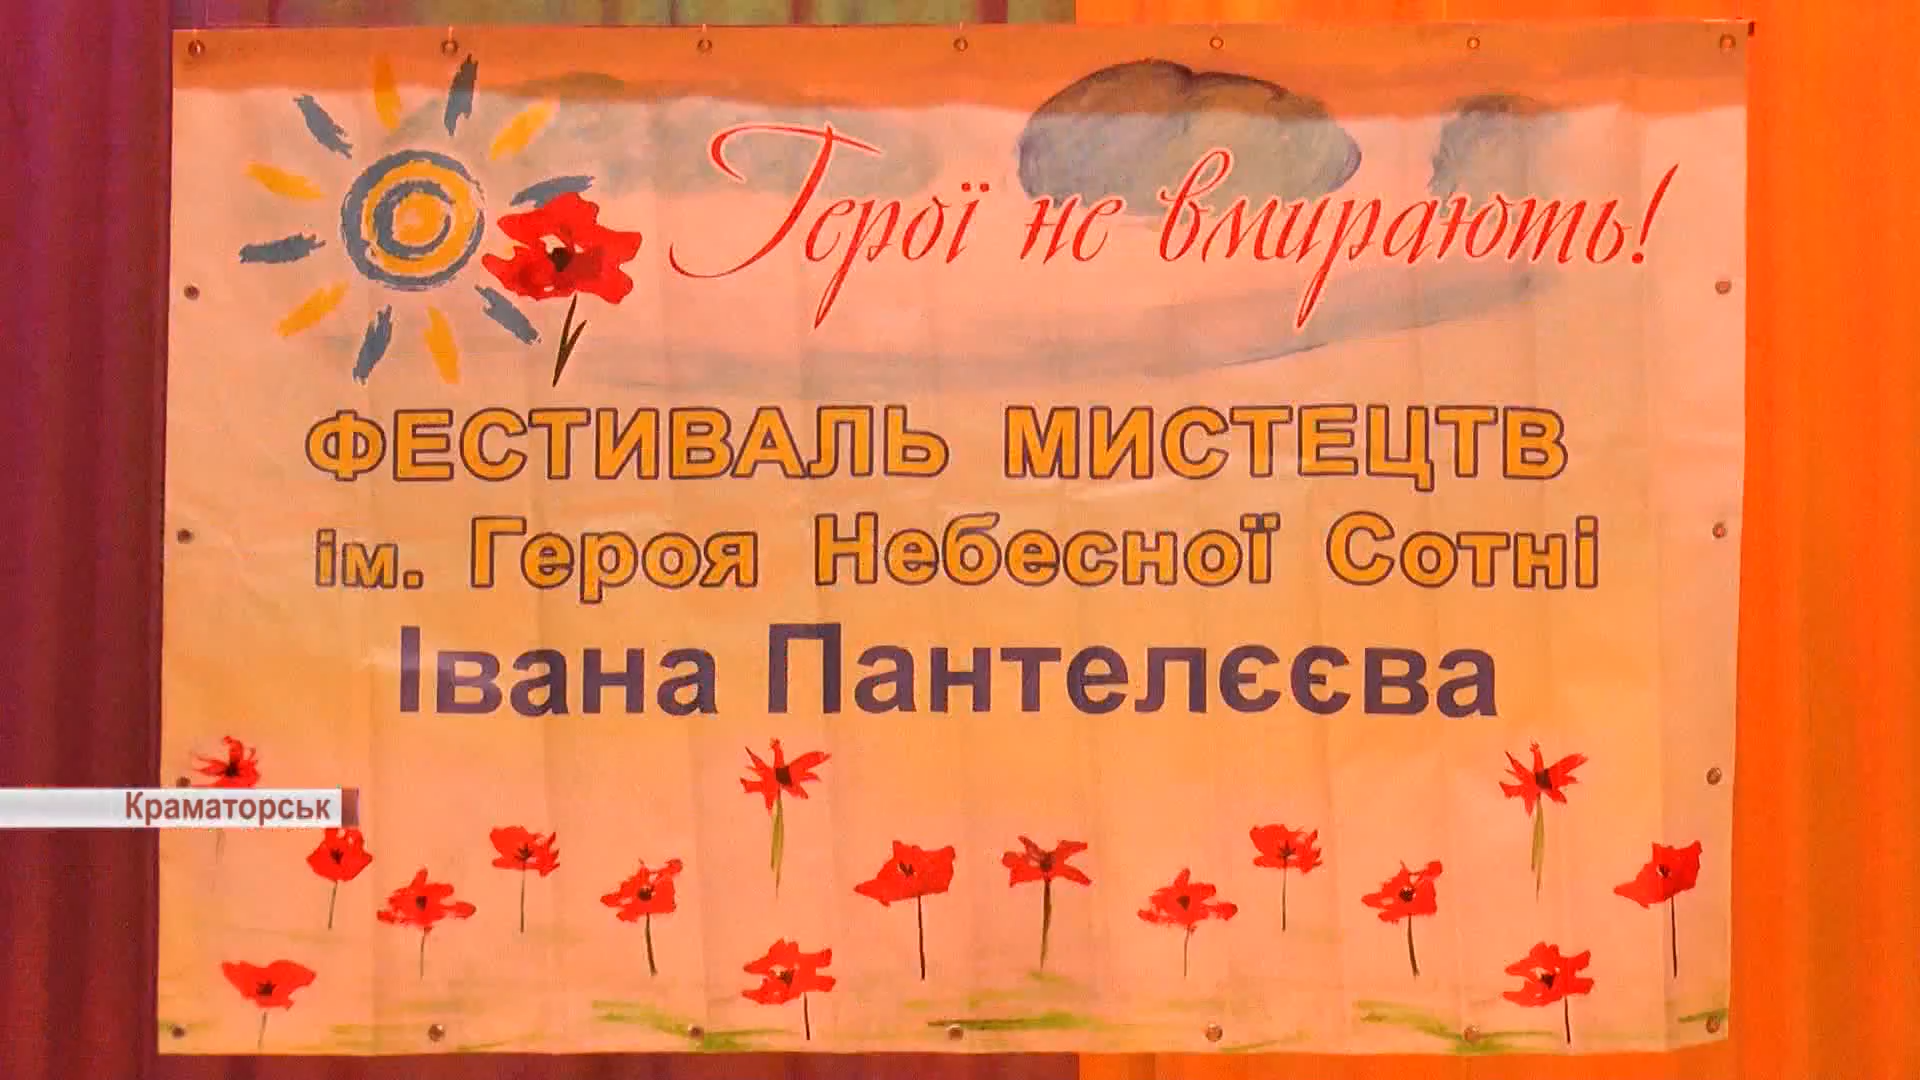 Герої не вмирають!
ФЕСТИВАЛЬ МИСТЕЦТВ
ім. Героя Небесної Сотні
Івана Пантелєєва
Краматорськ